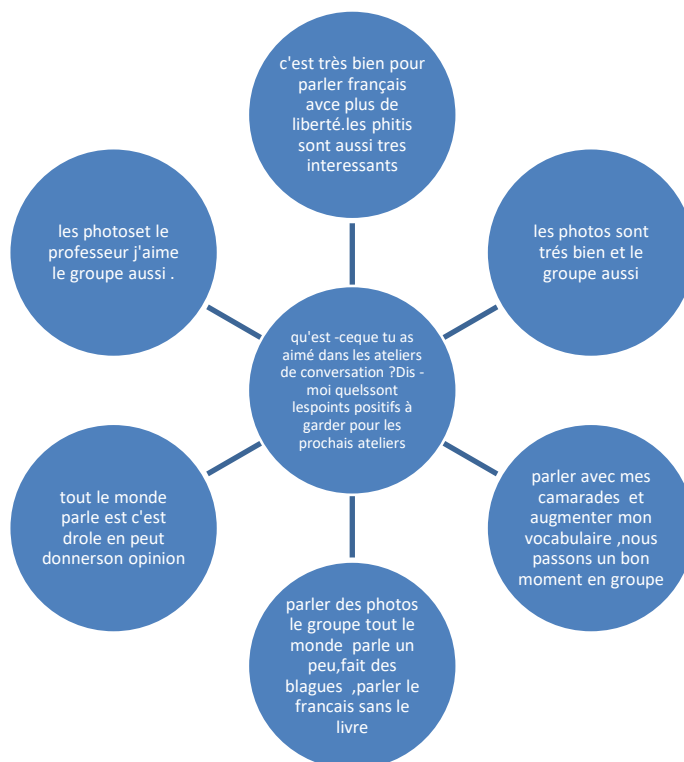 c'est très bien pour
parler français
avce plus de
liberté.les phitis
sont aussi tres
interessants
les photoset le
professeur j'aime
le groupe aussi .
les photos sont
trés bien et le
groupe aussi
qu'est -ceque tu as
aimé dans les ateliers
de conversation ?Dis -
moi quelssont
lespoints positifs à
garder pour les
prochais ateliers
tout le monde
parle est c'est
drole en peut
donnerson opinion
parler avec mes
camarades et
augmenter mon
vocabulaire ,nous
passons un bon
moment en groupe
parler des photos
le groupe tout le
monde parle un
peu,fait des
blagues ,parler le
francais sans le
livre